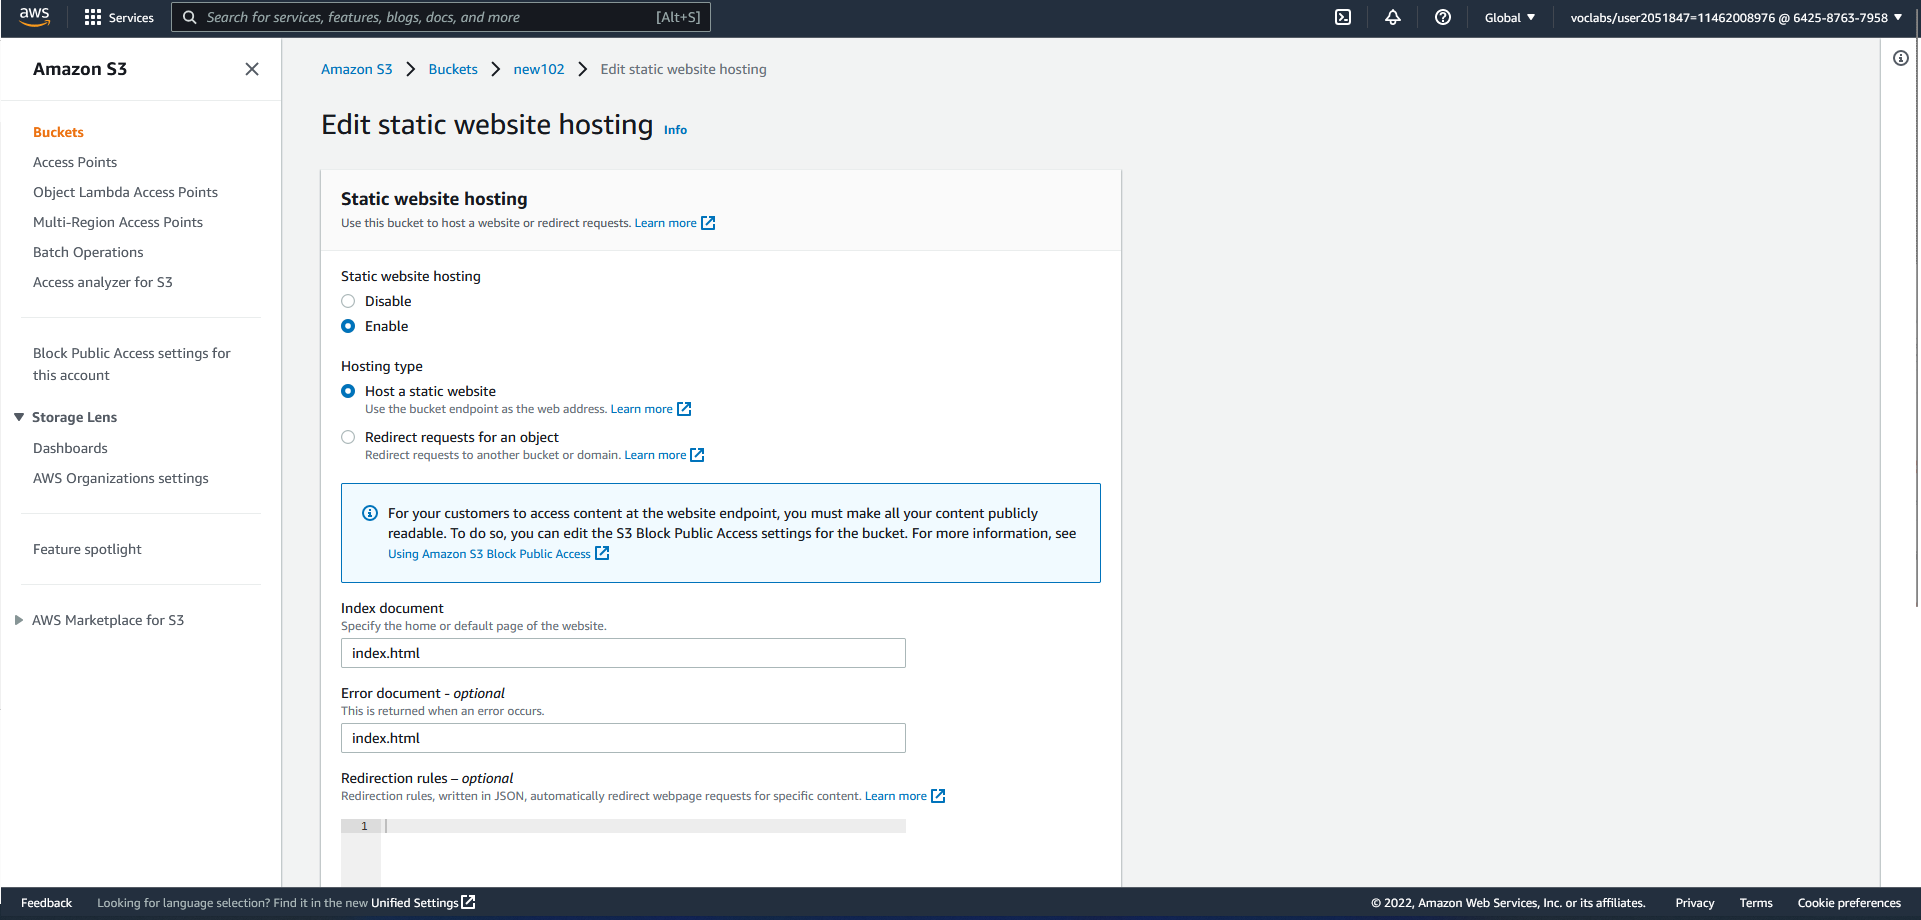 aws
Services
Search for services, features, blogs, docs, and more
[Alt+S]
Global
voclabs/user2051847=11462008976 @ 6425-8763-7958
Amazon S3
Buckets
Access Points
Object Lambda Access Points
Multi-Region Access Points
Batch Operations
Access analyzer for S3
Block Public Access settings for
this account
Storage Lens
Dashboards
AWS Organizations settings
Feature spotlight
AWS Marketplace for S3
Amazon S3 > Buckets > new102 > Edit static website hosting
Edit static website hosting Info
Static website hosting
Use this bucket to host a website or redirect requests. Learn more
Static website hosting
Disable
Enable
Hosting type
Host a static website
Use the bucket endpoint as the web address. Learn more
Redirect requests for an object
Redirect requests to another bucket or domain. Learn more
For your customers to access content at the website endpoint, you must make all your content publicly
readable. To do so, you can edit the S3 Block Public Access settings for the bucket. For more information, see
Using Amazon S3 Block Public Access
Index document
Specify the home or default page of the website.
index.html
Error document - optional
This is returned when an error occurs.
index.html
Redirection rules – optional
Redirection rules, written in JSON, automatically redirect webpage requests for specific content. Learn more
1
Feedback
Looking for language selection? Find it in the new Unified Settings
© 2022, Amazon Web Services, Inc. or its affiliates.
Privacy
Terms
Cookie preferences